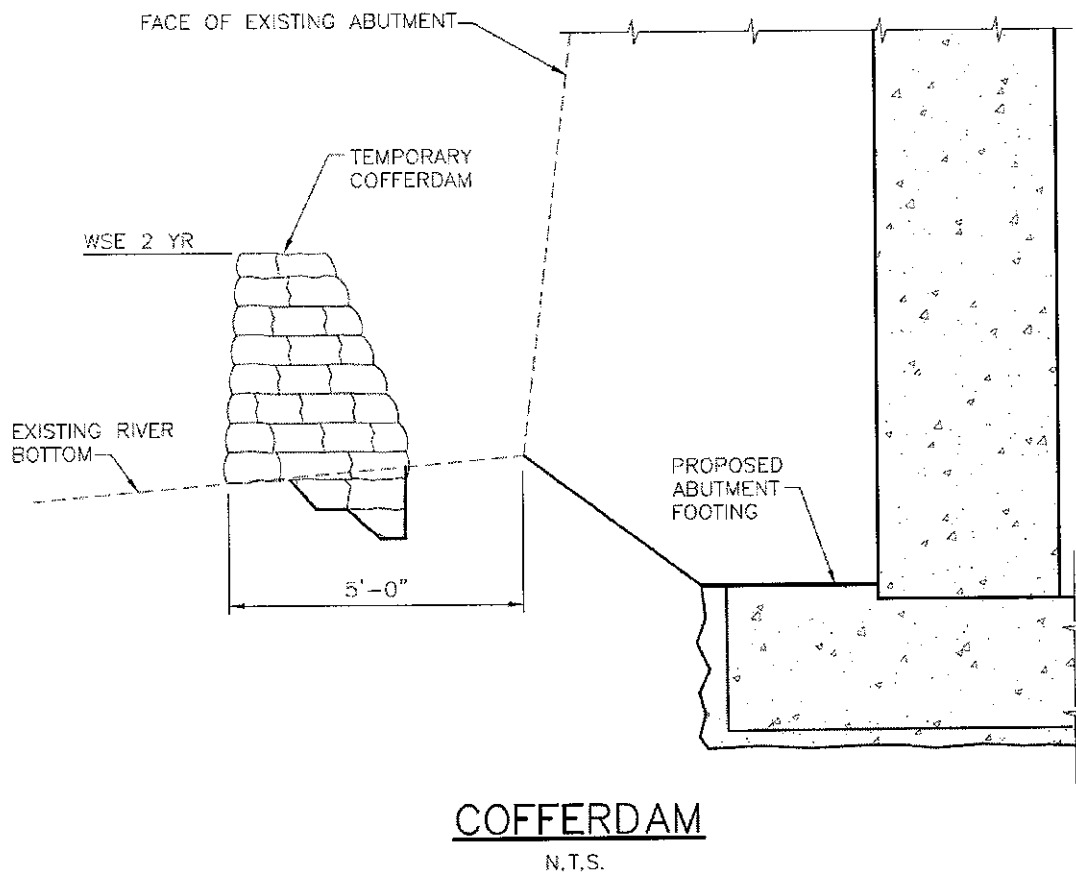 FACE OF EXISTING ABUTMENT
TEMPORARY
COFFERDAM
WSE 2 YR
EXISTING RIVER
BOTTOM
PROPOSED
ABUTMENT
FOOTING
5'-0"
COFFERDAM
N.T.S.